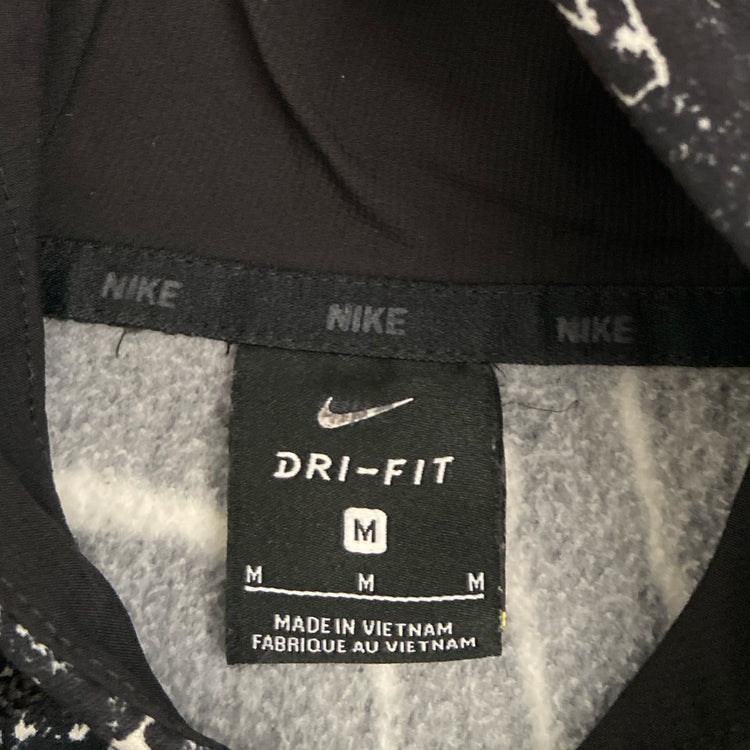 NIKE NIKE NIKE
DRI-FIT
M
M M M
MADE IN VIETNAM
FABRIQUE AU VIETNAM